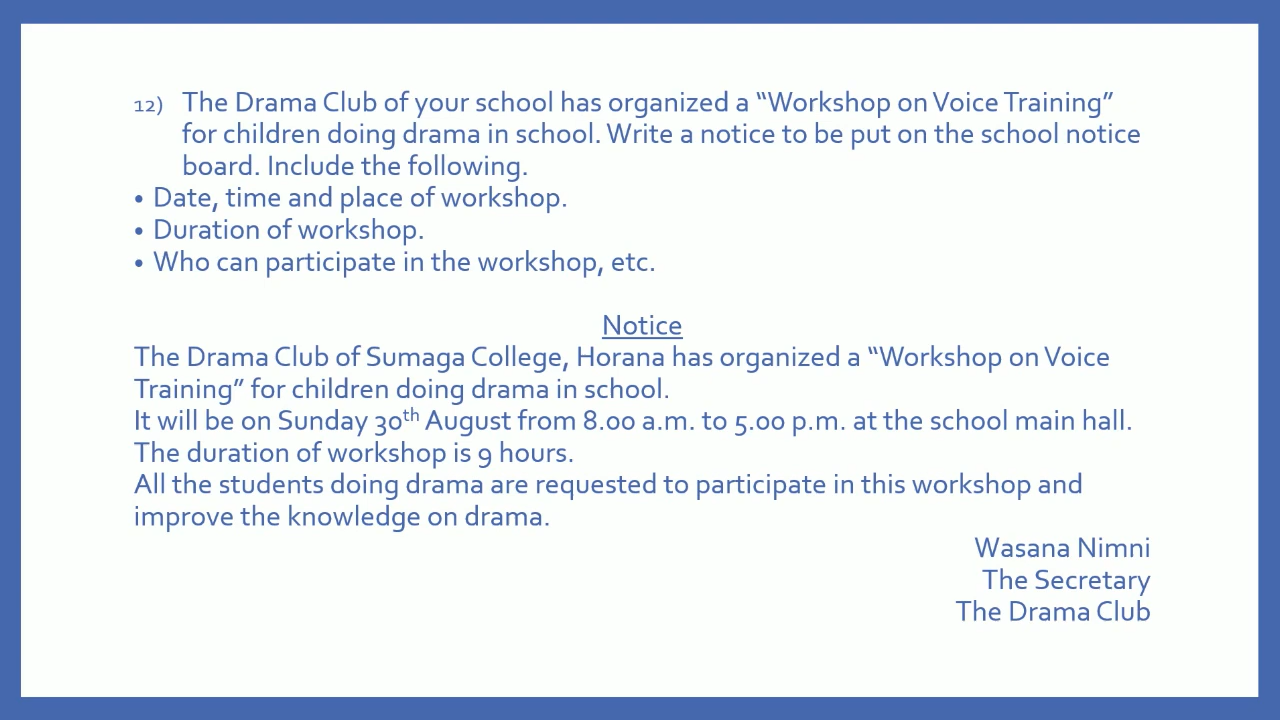 12) The Drama Club of your school has organized a “Workshop on Voice Training”
for children doing drama in school. Write a notice to be put on the school notice
board. Include the following.
• Date, time and place of workshop.
• Duration of workshop.
• Who can participate in the workshop, etc.
Notice
The Drama Club of Sumaga College, Horana has organized a “Workshop on Voice
Training” for children doing drama in school.
It will be on Sunday 30th August from 8.00 a.m. to 5.00 p.m. at the school main hall.
The duration of workshop is 9 hours.
All the students doing drama are requested to participate in this workshop and
improve the knowledge on drama.
Wasana Nimni
The Secretary
The Drama Club